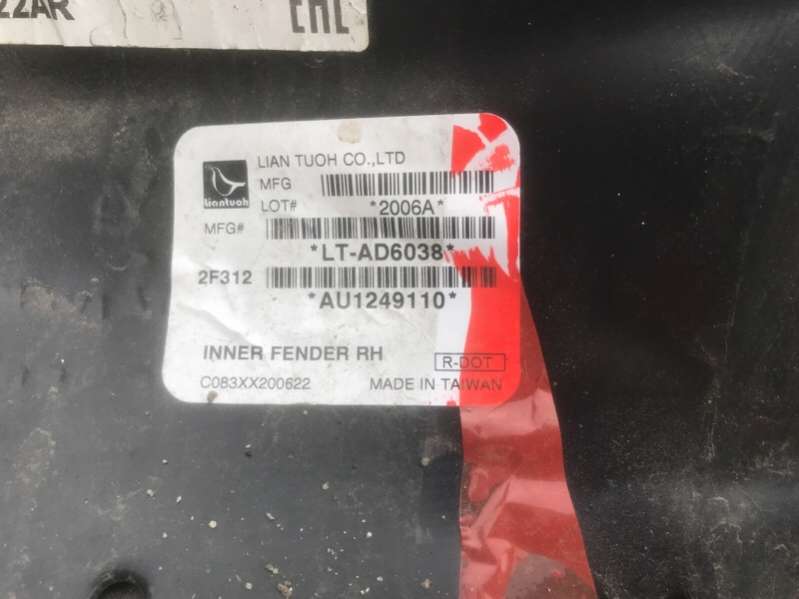 22AR
EAC
Liantuoh
LIAN TUOH CO.,LTD
MFG
LOT#
*2006A*
MFG#
*LT-AD6038*
2F312
*AU1249110*
INNER FENDER RH
R-DOT
C0B3XX200622
MADE IN TAIWAN